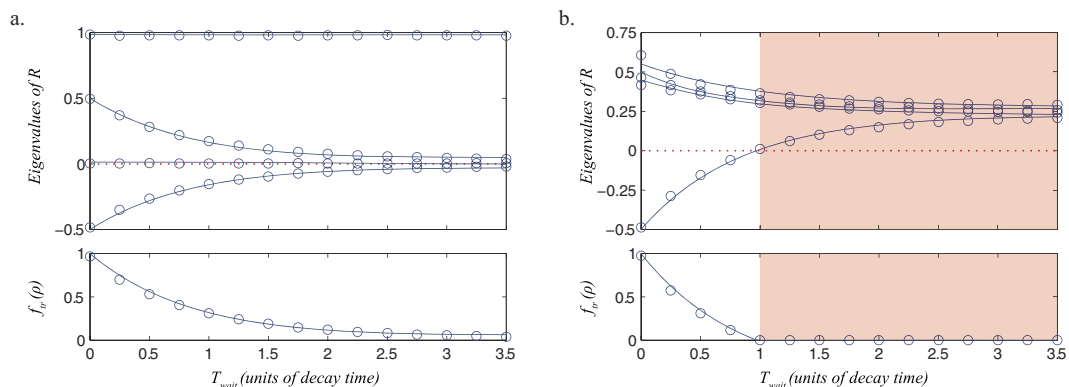 a.
1
0.5
0
−0.5
Eigenvalues of R
1
0.5
0
f_tr(ρ)
0 0.5 1 1.5 2 2.5 3 3.5
T_wait (units of decay time)
b.
0.75
0.5
0.25
0
-0.25
-0.5
Eigenvalues of R
1
0.5
0
f_tr(ρ)
0 0.5 1 1.5 2 2.5 3 3.5
T_wait (units of decay time)